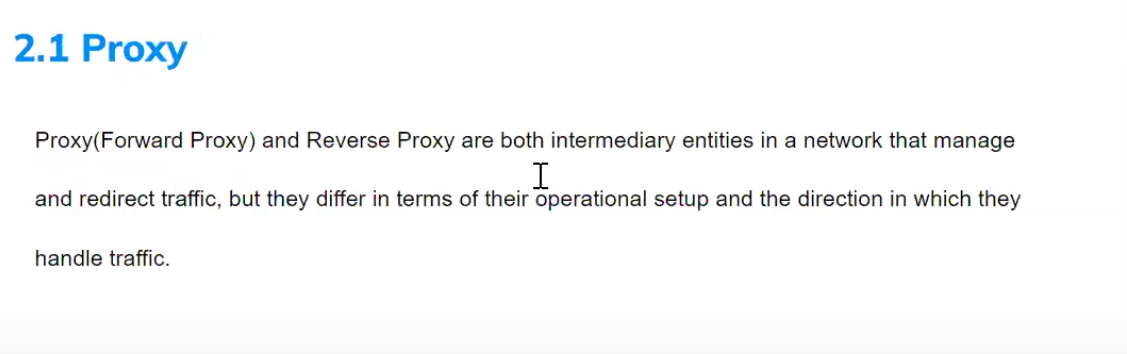 2.1 Proxy
Proxy(Forward Proxy) and Reverse Proxy are both intermediary entities in a network that manage
and redirect traffic, but they differ in terms of their operational setup and the direction in which they
handle traffic.